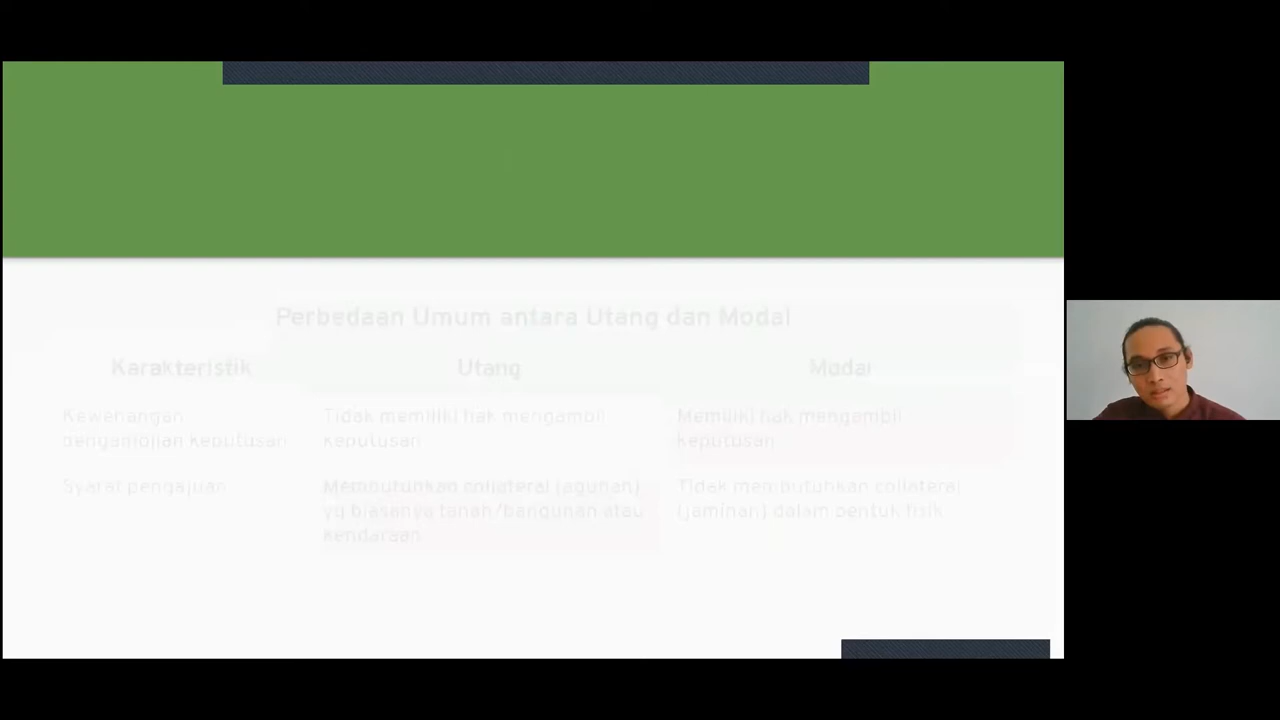 Perbedaan Umum antara Utang dan Modal
Karakteristik Utang Modal
Kewenangan Tidak memiliki hak mengambil Memiliki hak mengambil
pengambilan keputusan keputusan keputusan
Syarat pengajuan Membutuhkan collateral (agunan) Tidak membutuhkan collateral
yg biasanya tanah/bangunan atau (jaminan) dalam bentuk fisik
kendaraan